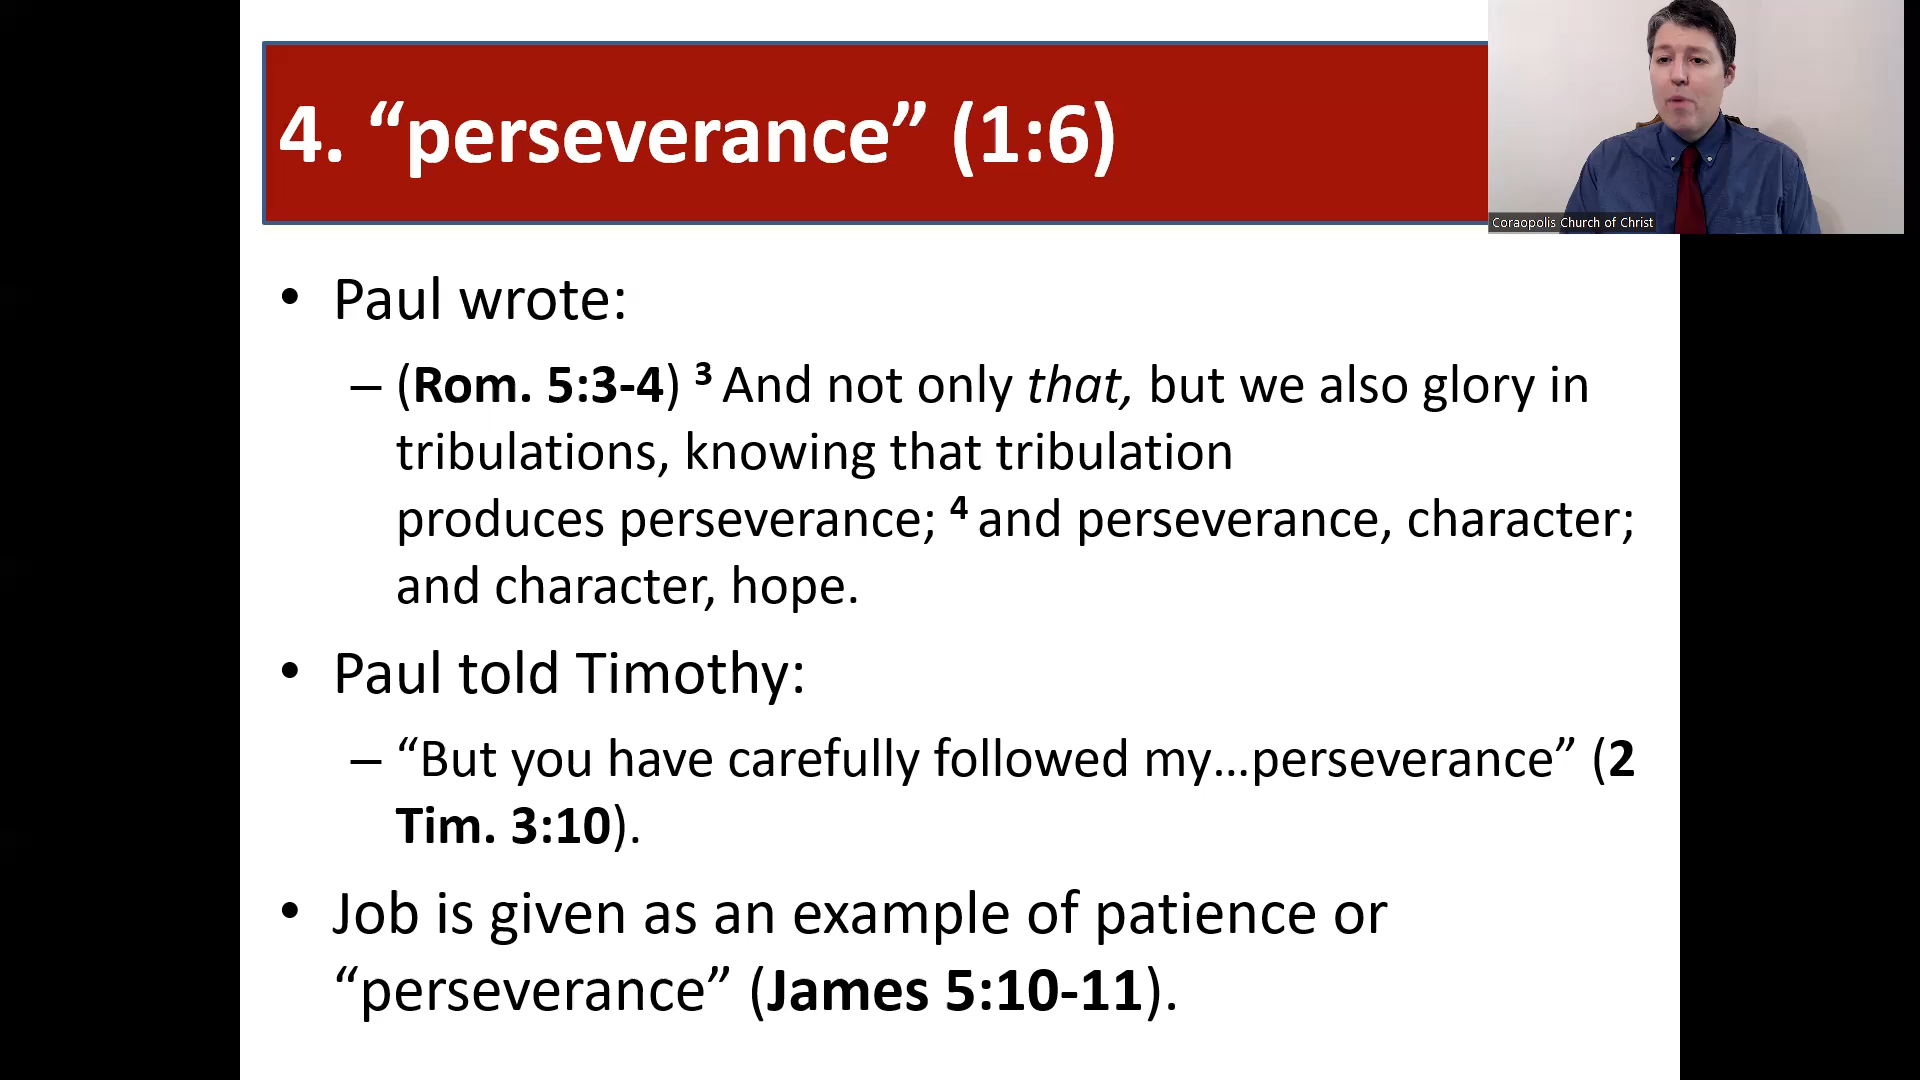 4. “perseverance” (1:6)
Coraopolis Church of Christ
• Paul wrote:
– (Rom. 5:3-4) ³ And not only that, but we also glory in
tribulations, knowing that tribulation
produces perseverance; ⁴ and perseverance, character;
and character, hope.
• Paul told Timothy:
– “But you have carefully followed my…perseverance” (2
Tim. 3:10).
• Job is given as an example of patience or
“perseverance” (James 5:10-11).